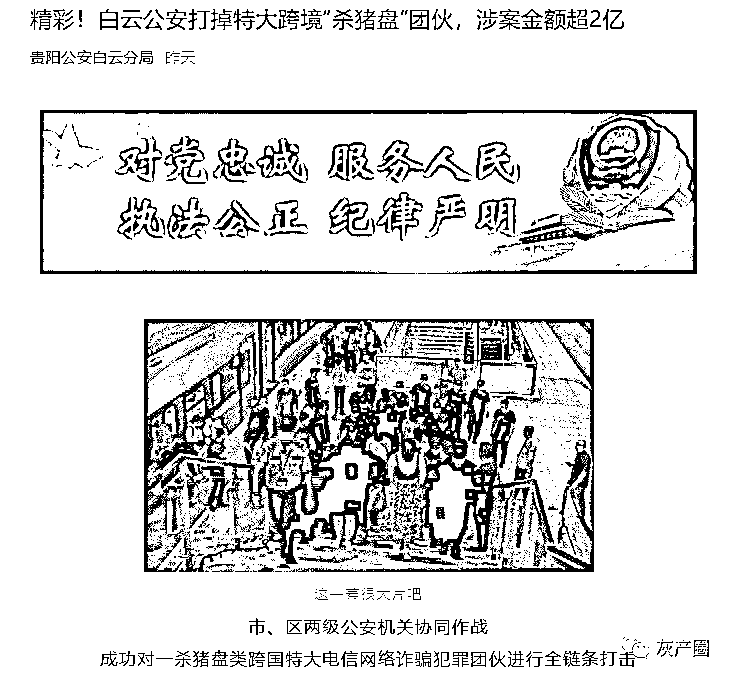 精彩！白云公安打掉特大跨境"杀猪盘"团伙，涉案金额超2亿
贵阳公安白云分局 昨天
对党忠诚 服务人民
执法公正 纪律严明
这一幕很大片吧
市、区两级公安机关协同作战
成功对一杀猪盘类跨国特大电信网络诈骗犯罪团伙进行全链条打击
灰产圈